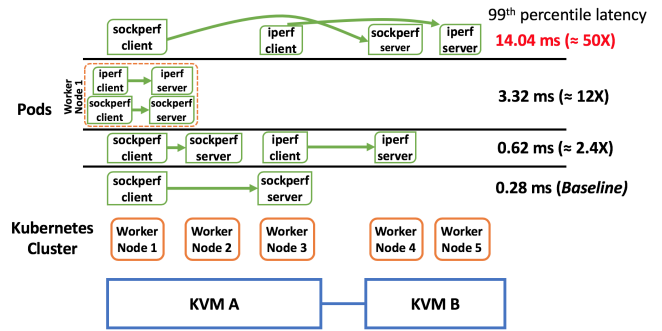 99th percentile latency
sockperf
client
iperf
client
sockperf
server
iperf
server
14.04 ms (≈ 50X)
Pods
Worker
Node 1
iperf
client
iperf
server
sockperf
client
sockperf
server
3.32 ms (≈ 12X)
sockperf
client
sockperf
server
iperf
client
iperf
server
0.62 ms (≈ 2.4X)
sockperf
client
sockperf
server
0.28 ms (Baseline)
Kubernetes
Cluster
Worker
Node 1
Worker
Node 2
Worker
Node 3
Worker
Node 4
Worker
Node 5
KVM A
KVM B